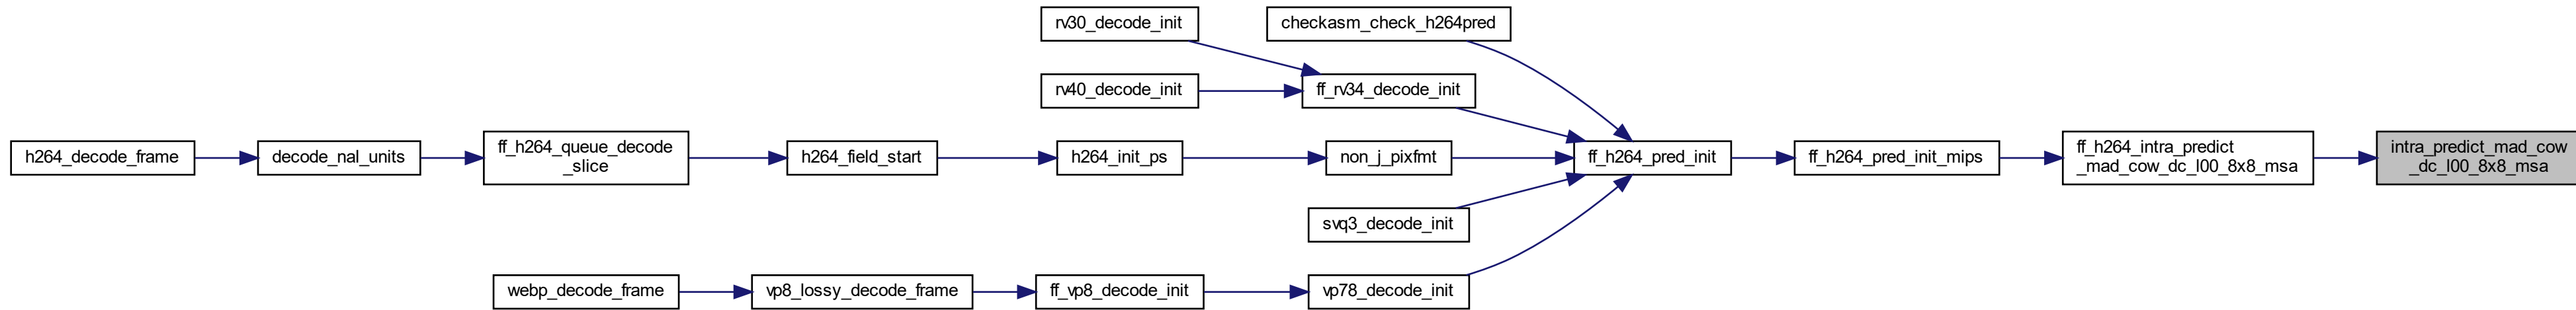 rv30_decode_init
checkasm_check_h264pred
rv40_decode_init
ff_rv34_decode_init
h264_decode_frame
decode_nal_units
ff_h264_queue_decode
_slice
h264_field_start
h264_init_ps
non_j_pixfmt
ff_h264_pred_init
ff_h264_pred_init_mips
ff_h264_intra_predict
_mad_cow_dc_l00_8x8_msa
intra_predict_mad_cow
_dc_l00_8x8_msa
svq3_decode_init
webp_decode_frame
vp8_lossy_decode_frame
ff_vp8_decode_init
vp78_decode_init